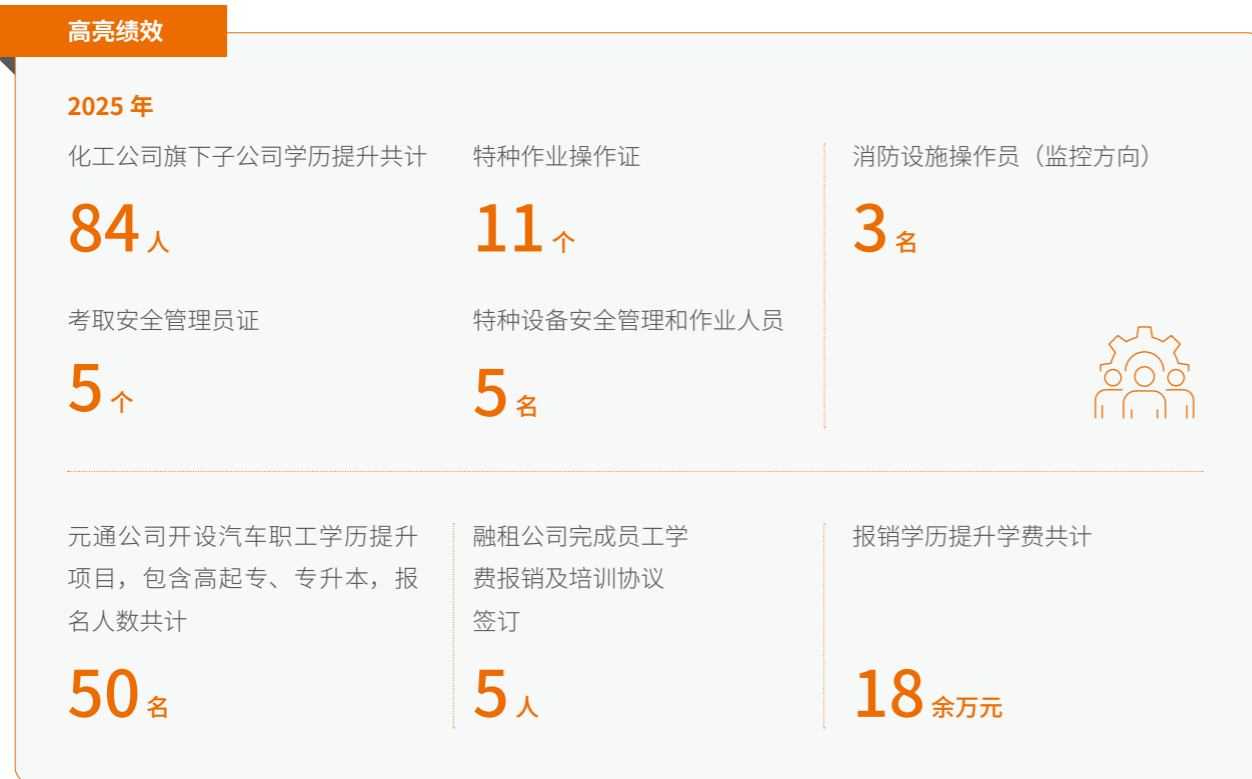 高亮绩效
2025 年
化工公司旗下子公司学历提升共计
84 人
特种作业操作证
11 个
消防设施操作员（监控方向）
3 名
考取安全管理员证
5 个
特种设备安全管理和作业人员
5 名
元通公司开设汽车职工学历提升
项目，包含高起专、专升本，报
名人数共计
50 名
融租公司完成员工学
费报销及培训协议
签订
5 人
报销学历提升学费共计
18 余万元